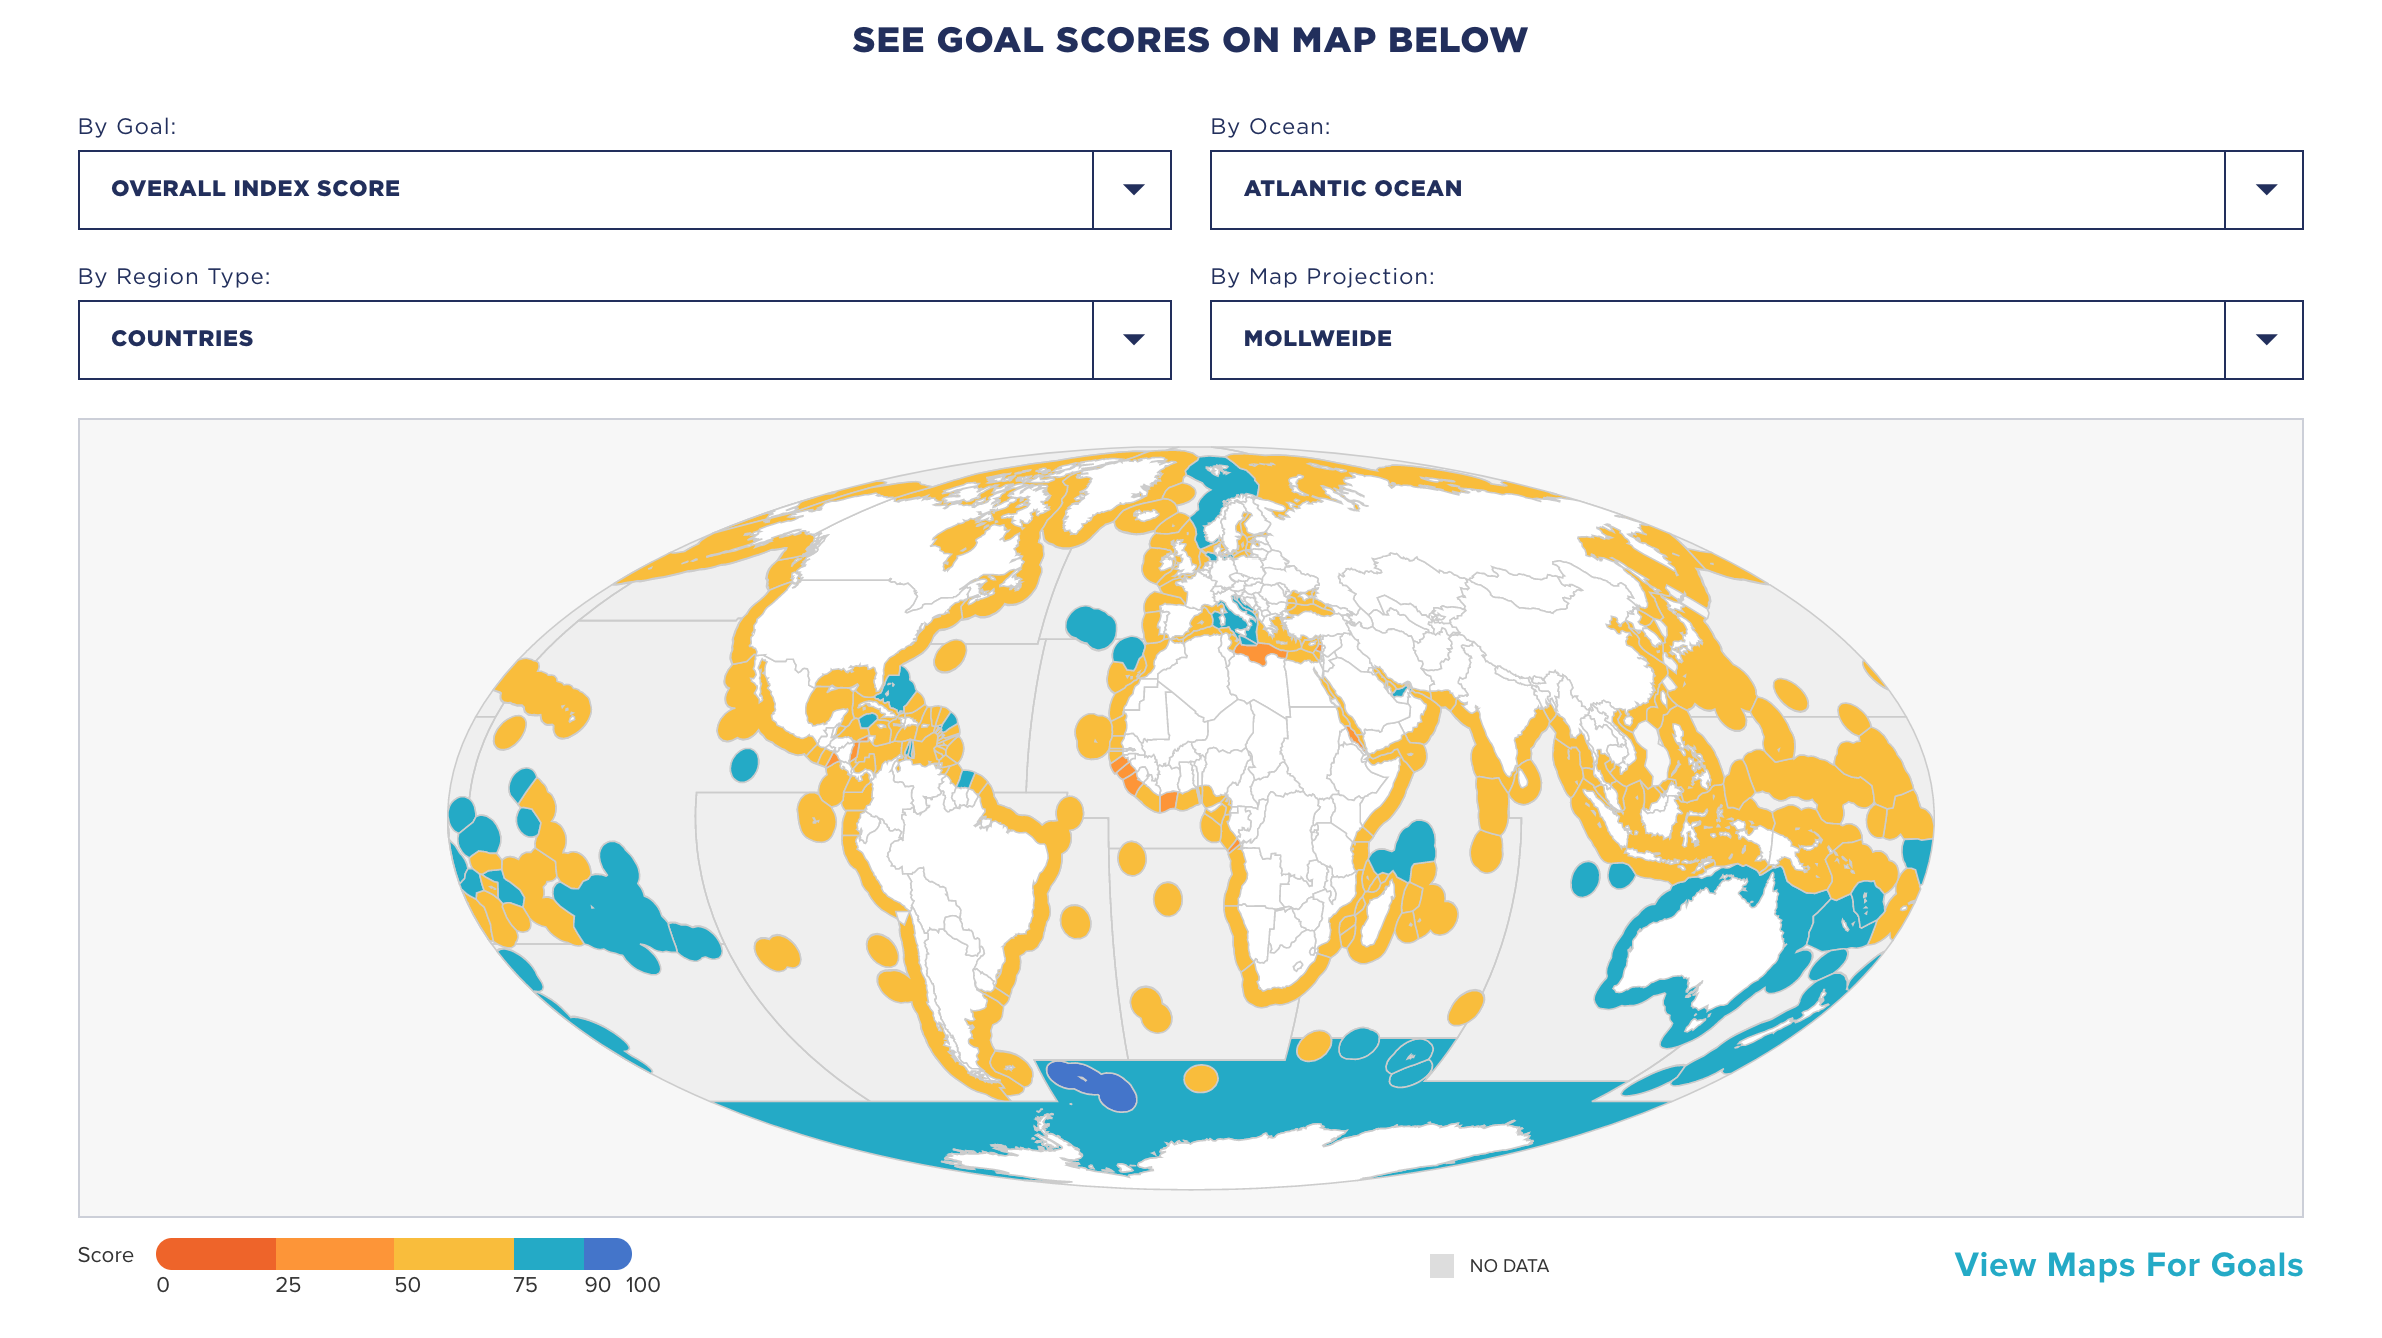 SEE GOAL SCORES ON MAP BELOW
By Goal:
OVERALL INDEX SCORE
By Ocean:
ATLANTIC OCEAN
By Region Type:
COUNTRIES
By Map Projection:
MOLLWEIDE
Score
0 25 50 75 90 100
NO DATA
View Maps For Goals